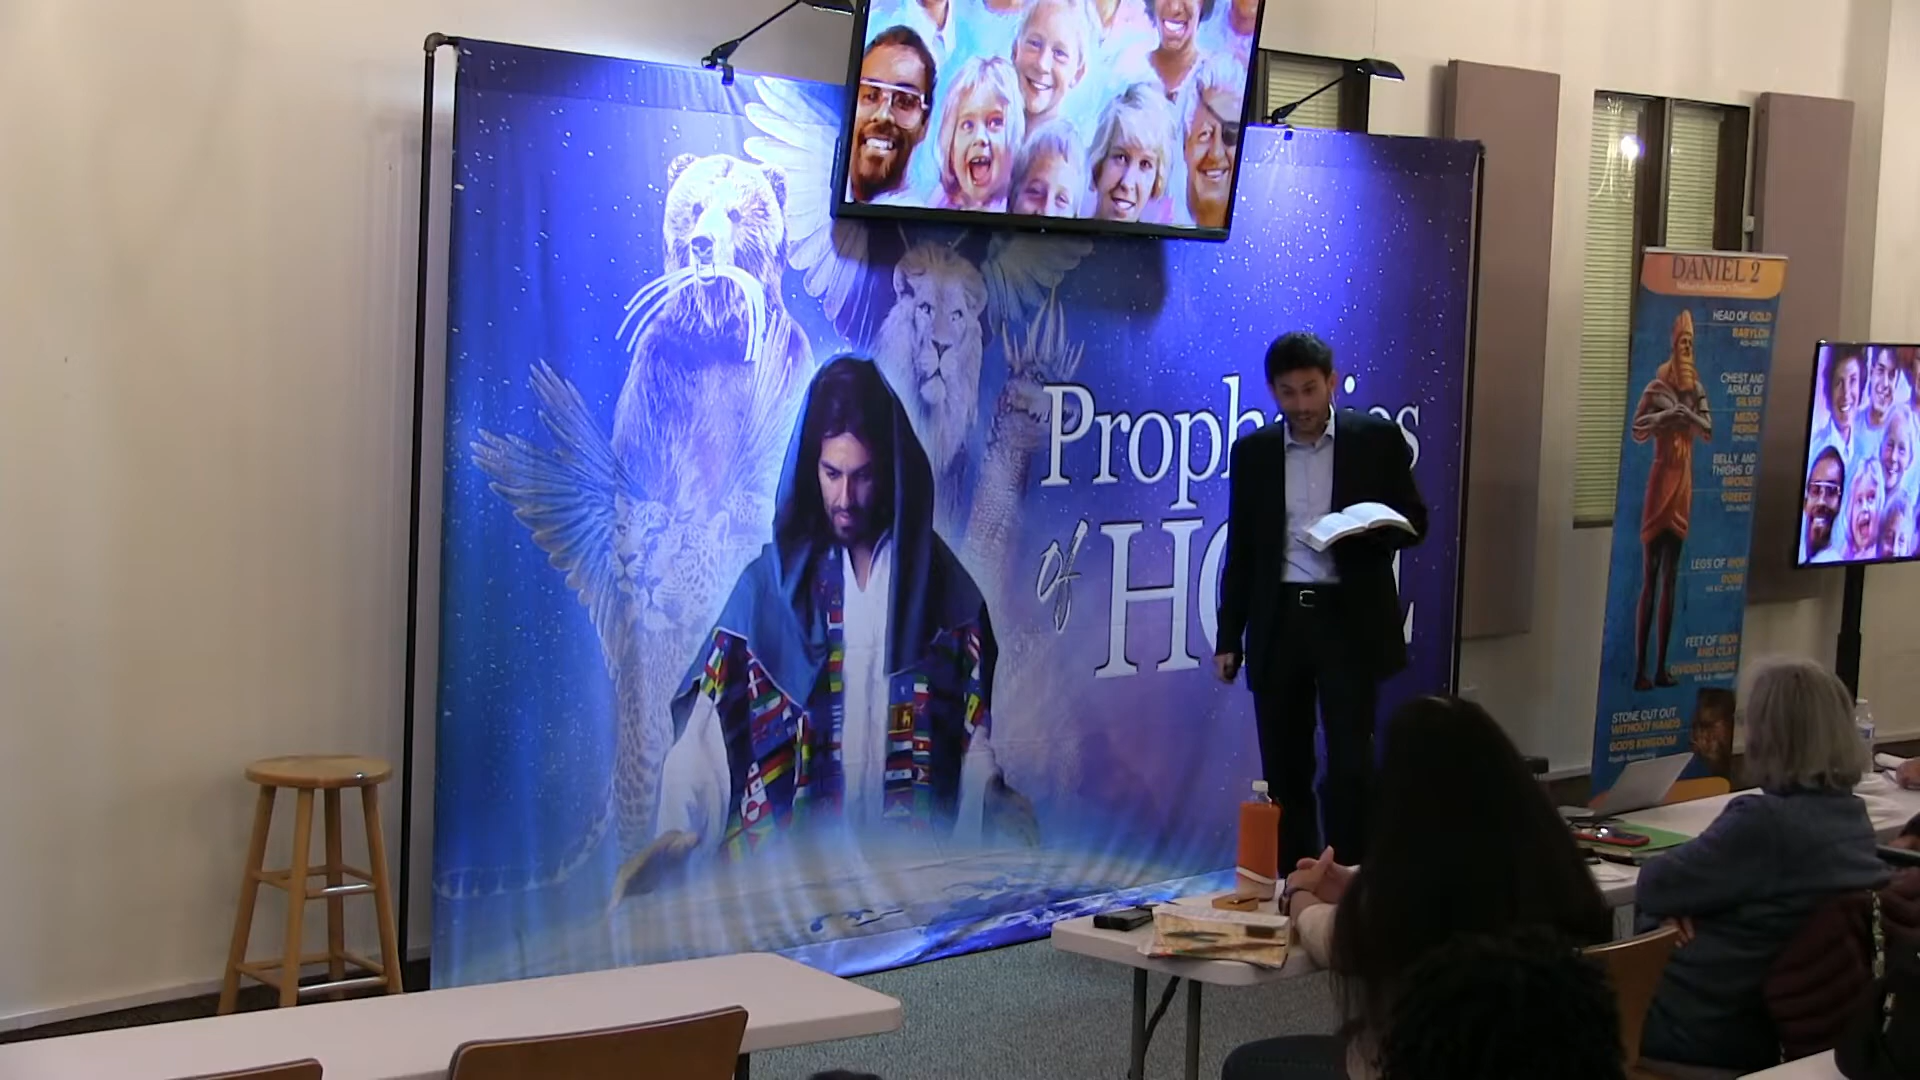 Prophecies
of HOPE
DANIEL 2
HEAD OF GOLD
BABYLON
CHEST AND
ARMS OF
SILVER
MEDO-
PERSIA
BELLY AND
THIGHS OF
BRONZE
GREECE
LEGS OF IRON
ROME
FEET OF IRON
AND CLAY
DIVIDED EUROPE
STONE CUT OUT
WITHOUT HANDS
GOD'S KINGDOM